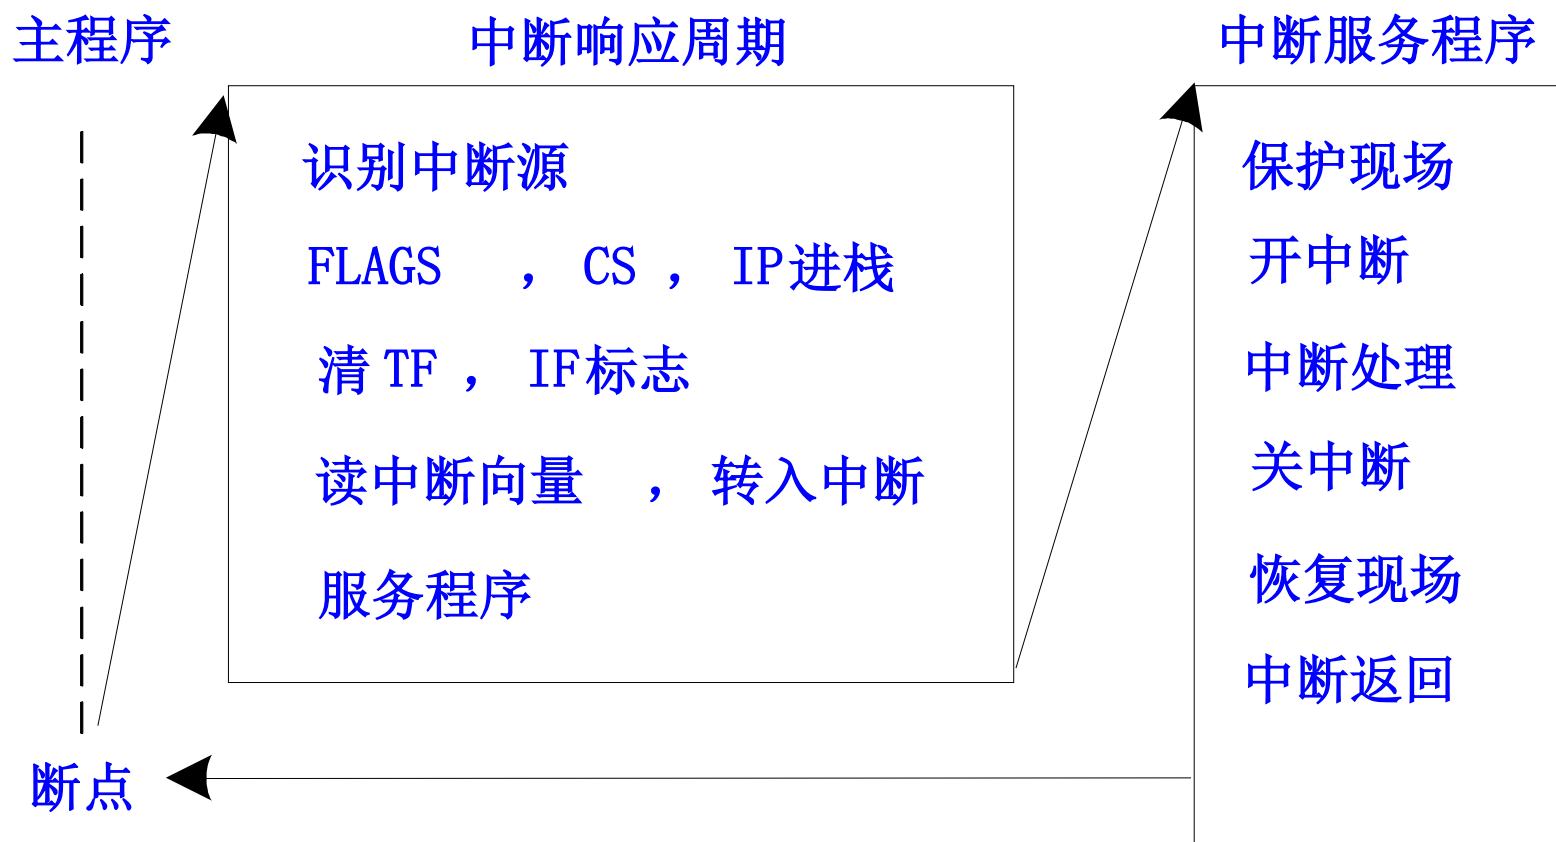 主程序
中断响应周期
中断服务程序
识别中断源
FLAGS ，CS ，IP进栈
清 TF ，IF标志
读中断向量 ，转入中断
服务程序
保护现场
开中断
中断处理
关中断
恢复现场
中断返回
断点